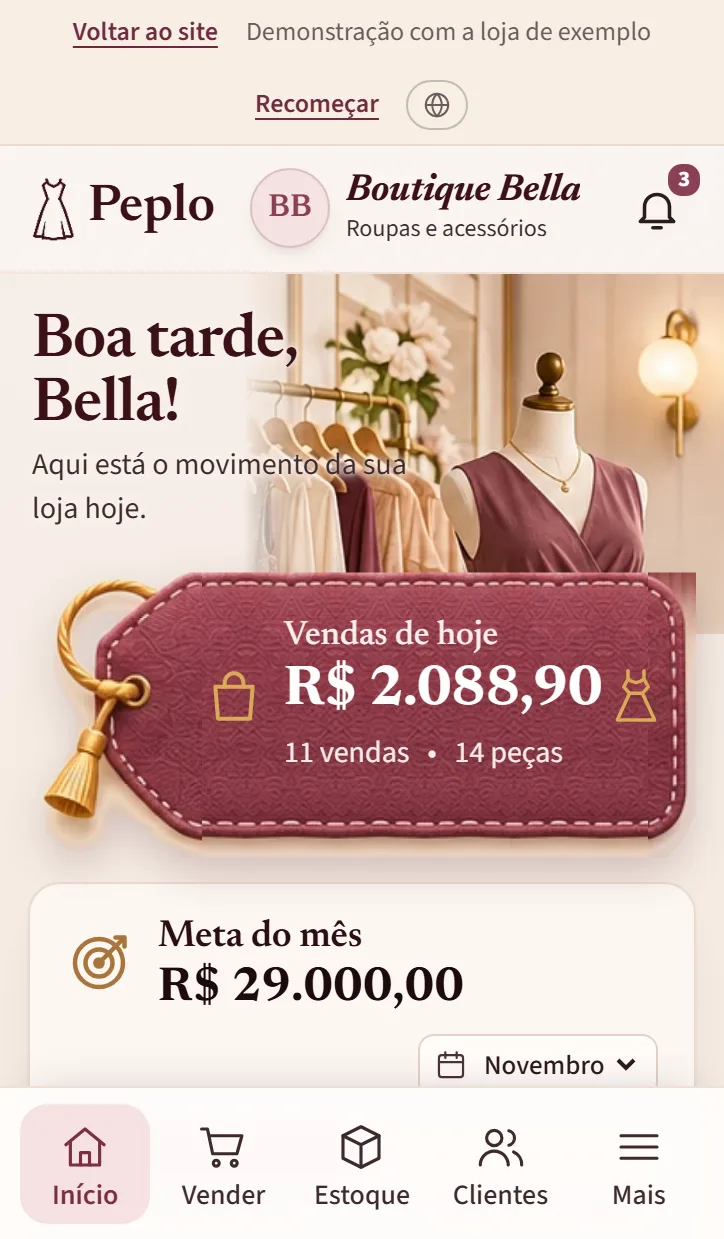 Voltar ao site Demonstração com a loja de exemplo
Recomeçar
Peplo
BB
Boutique Bella
Roupas e acessórios
3
Boa tarde,
Bella!
Aqui está o movimento da sua
loja hoje.
Vendas de hoje
R$ 2.088,90
11 vendas • 14 peças
Meta do mês
R$ 29.000,00
Novembro
Início
Vender
Estoque
Clientes
Mais